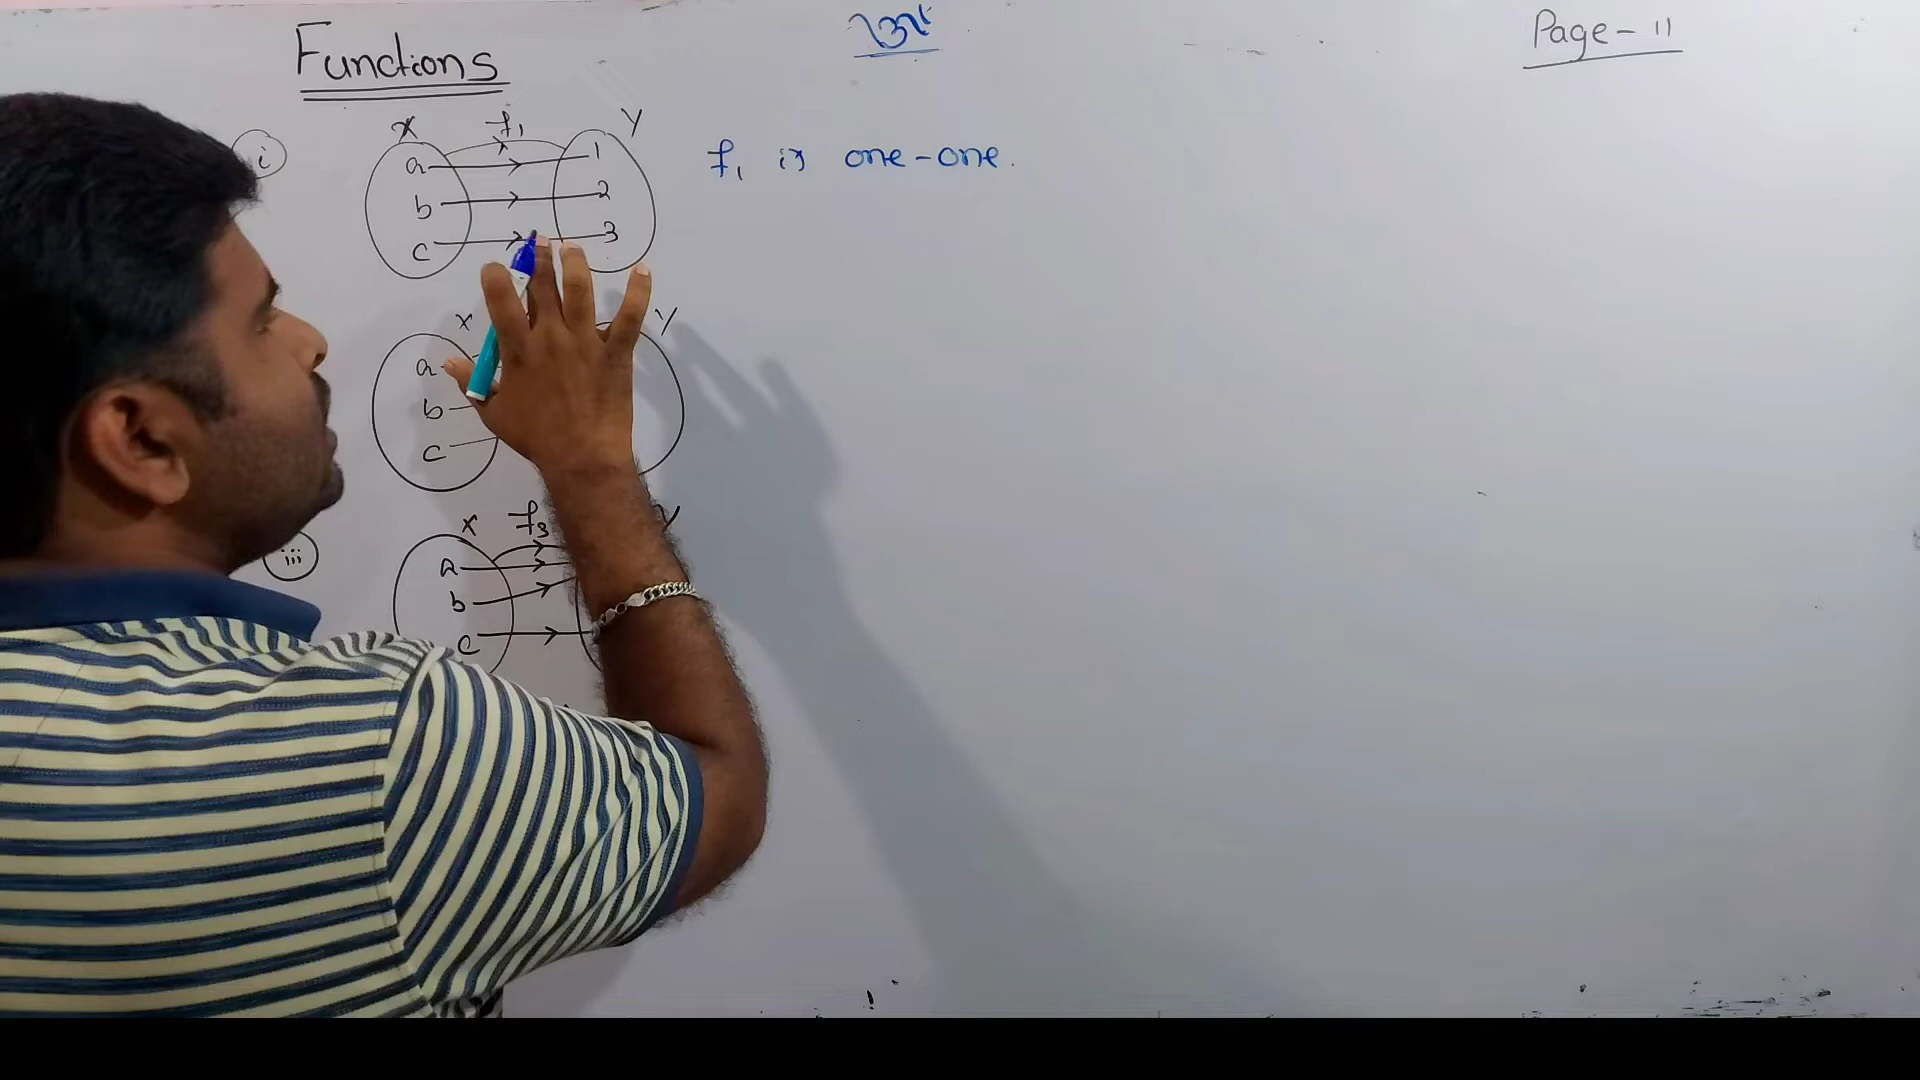 Functions
Page - 11
i
X f₁ Y
a 1
b 2
c 3
f₁ is one-one.
X Y
a
b
c
iii
X f₃ Y
a
b
c